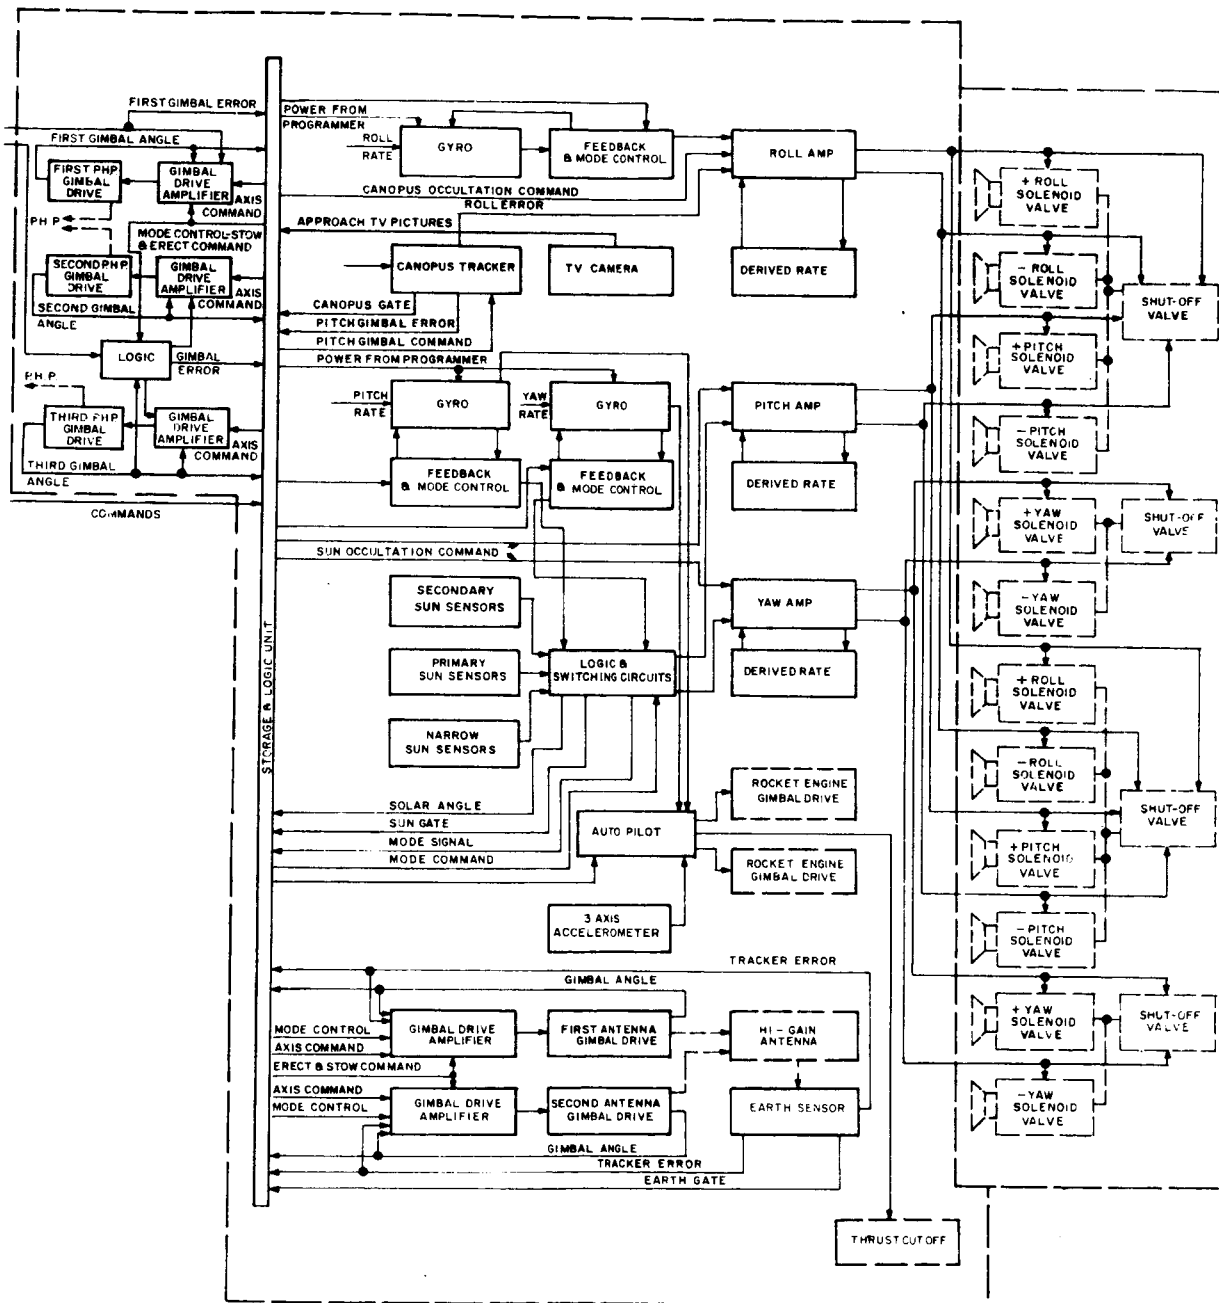 FIRST GIMBAL ERROR
FIRST GIMBAL ANGLE
FIRST PHP
GIMBAL
DRIVE
GIMBAL
DRIVE
AMPLIFIER
AXIS
COMMAND
P.H.P.
MODE CONTROL-STOW
& ERECT COMMAND
SECOND P.H.P.
GIMBAL
DRIVE
GIMBAL
DRIVE
AMPLIFIER
AXIS
COMMAND
SECOND GIMBAL
ANGLE
LOGIC
GIMBAL
ERROR
P.H.P.
THIRD PHP
GIMBAL
DRIVE
GIMBAL
DRIVE
AMPLIFIER
AXIS
COMMAND
THIRD GIMBAL
ANGLE
COMMANDS
STORAGE & LOGIC UNIT
POWER FROM
PROGRAMMER
ROLL
RATE
GYRO
FEEDBACK
& MODE CONTROL
ROLL AMP
CANOPUS OCCULTATION COMMAND
ROLL ERROR
APPROACH TV PICTURES
CANOPUS TRACKER
TV CAMERA
DERIVED RATE
CANOPUS GATE
PITCH GIMBAL ERROR
PITCH GIMBAL COMMAND
POWER FROM PROGRAMMER
PITCH
RATE
GYRO
YAW
RATE
GYRO
PITCH AMP
FEEDBACK
& MODE CONTROL
FEEDBACK
& MODE CONTROL
DERIVED RATE
SUN OCCULTATION COMMAND
SECONDARY
SUN SENSORS
YAW AMP
PRIMARY
SUN SENSORS
LOGIC &
SWITCHING CIRCUITS
DERIVED RATE
NARROW
SUN SENSORS
SOLAR ANGLE
SUN GATE
MODE SIGNAL
MODE COMMAND
AUTO PILOT
ROCKET ENGINE
GIMBAL DRIVE
ROCKET ENGINE
GIMBAL DRIVE
3 AXIS
ACCELEROMETER
TRACKER ERROR
GIMBAL ANGLE
MODE CONTROL
AXIS COMMAND
ERECT & STOW COMMAND
AXIS COMMAND
MODE CONTROL
GIMBAL DRIVE
AMPLIFIER
FIRST ANTENNA
GIMBAL DRIVE
HI-GAIN
ANTENNA
GIMBAL DRIVE
AMPLIFIER
SECOND ANTENNA
GIMBAL DRIVE
EARTH SENSOR
GIMBAL ANGLE
TRACKER ERROR
EARTH GATE
THRUST CUT OFF
+ ROLL
SOLENOID
VALVE
- ROLL
SOLENOID
VALVE
SHUT-OFF
VALVE
+ PITCH
SOLENOID
VALVE
- PITCH
SOLENOID
VALVE
+ YAW
SOLENOID
VALVE
SHUT-OFF
VALVE
- YAW
SOLENOID
VALVE
+ ROLL
SOLENOID
VALVE
- ROLL
SOLENOID
VALVE
SHUT-OFF
VALVE
+ PITCH
SOLENOID
VALVE
- PITCH
SOLENOID
VALVE
+ YAW
SOLENOID
VALVE
SHUT-OFF
VALVE
- YAW
SOLENOID
VALVE